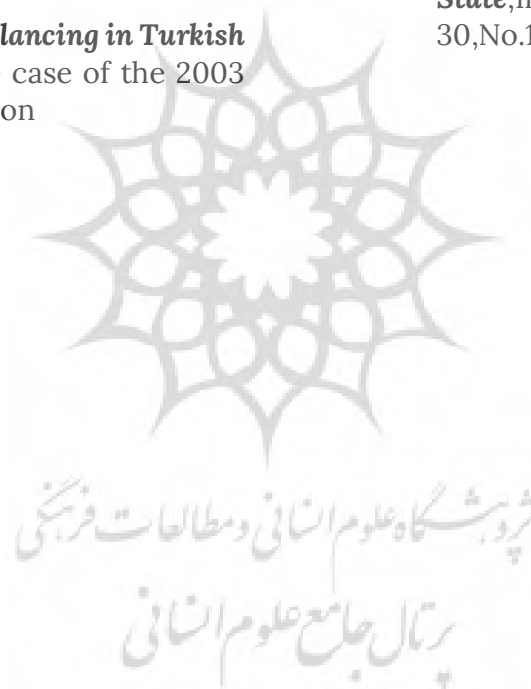 lancing in Turkish
case of the 2003
on
State
30,No.1
پژوهشگاه علوم انسانی و مطالعات فرهنگی
پرتال جامع علوم انسانی